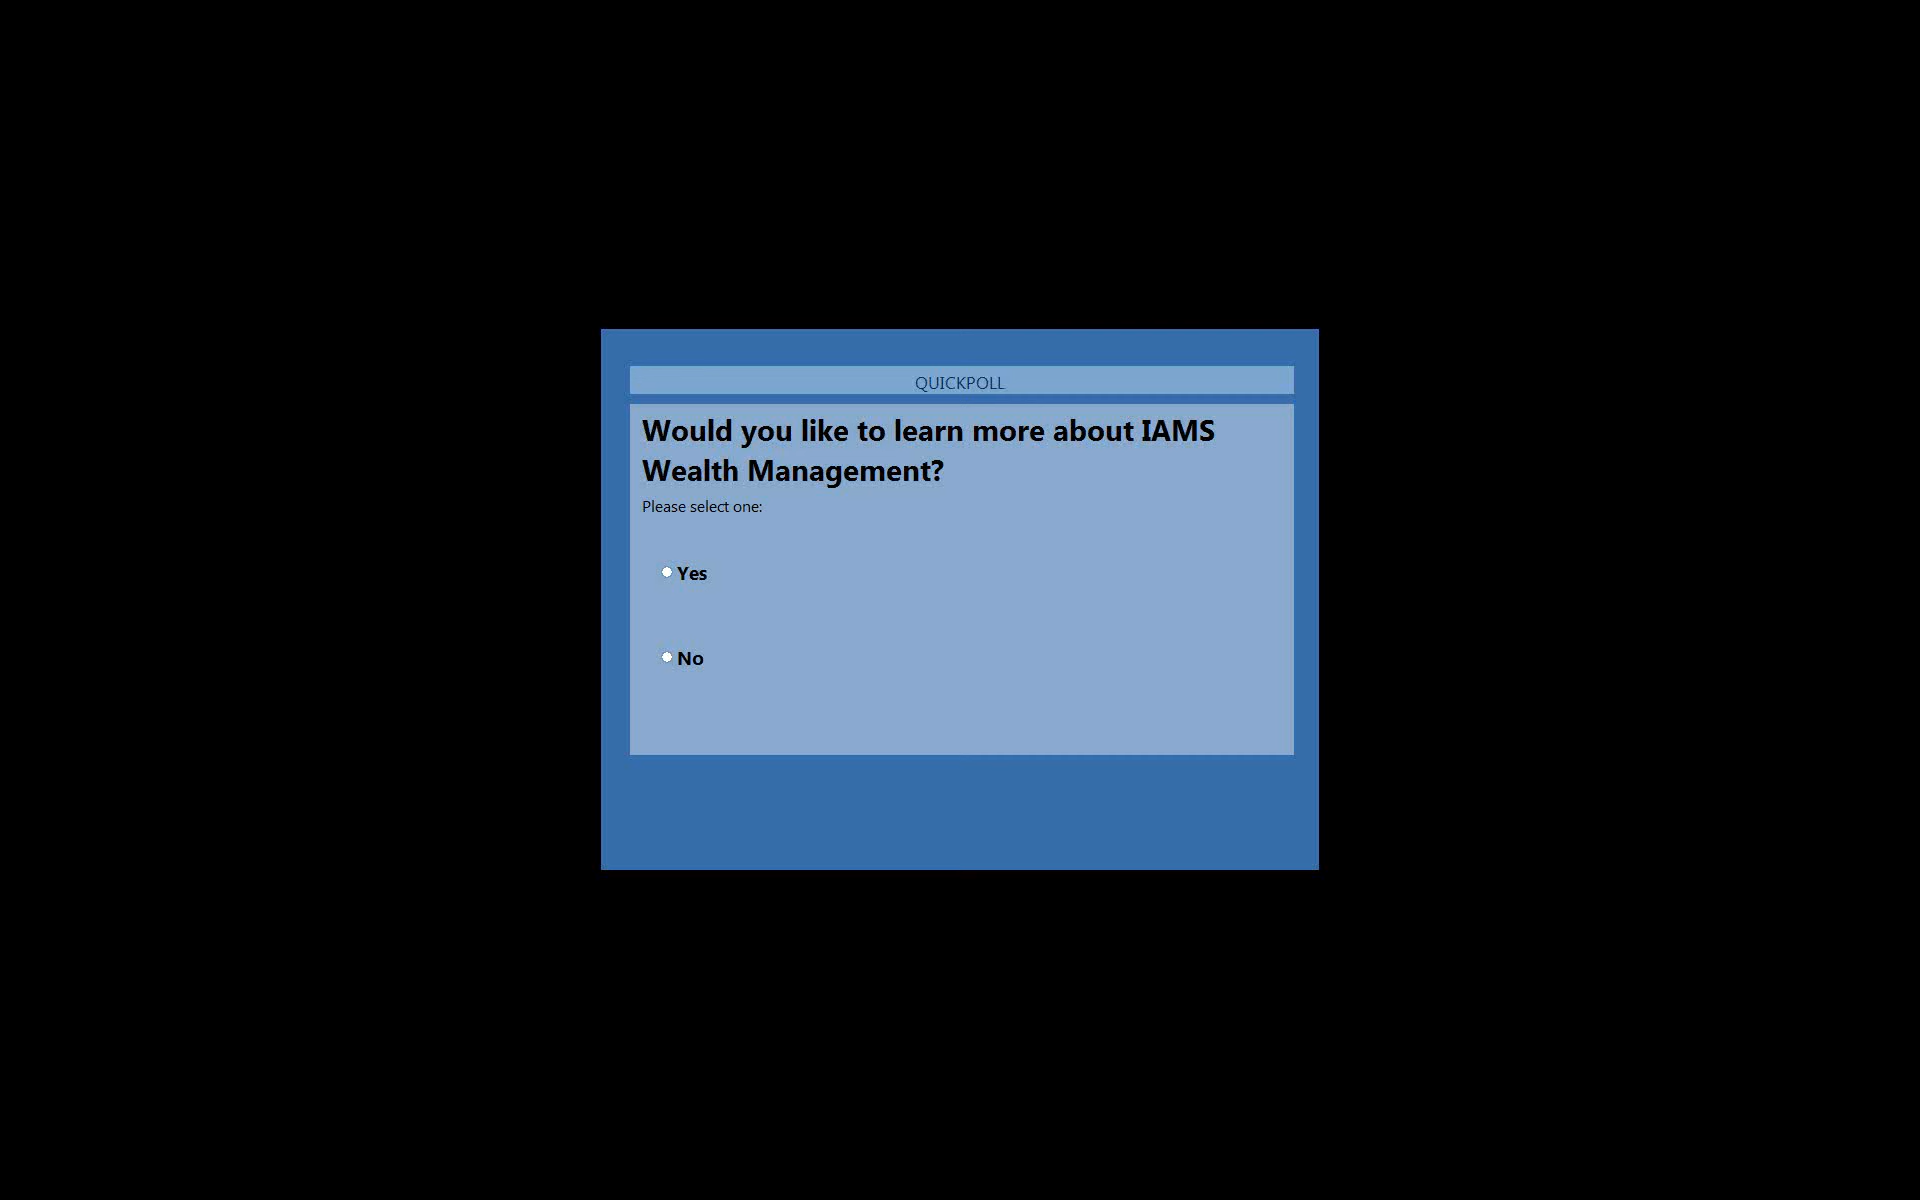 QUICKPOLL
Would you like to learn more about IAMS
Wealth Management?
Please select one:
Yes
No